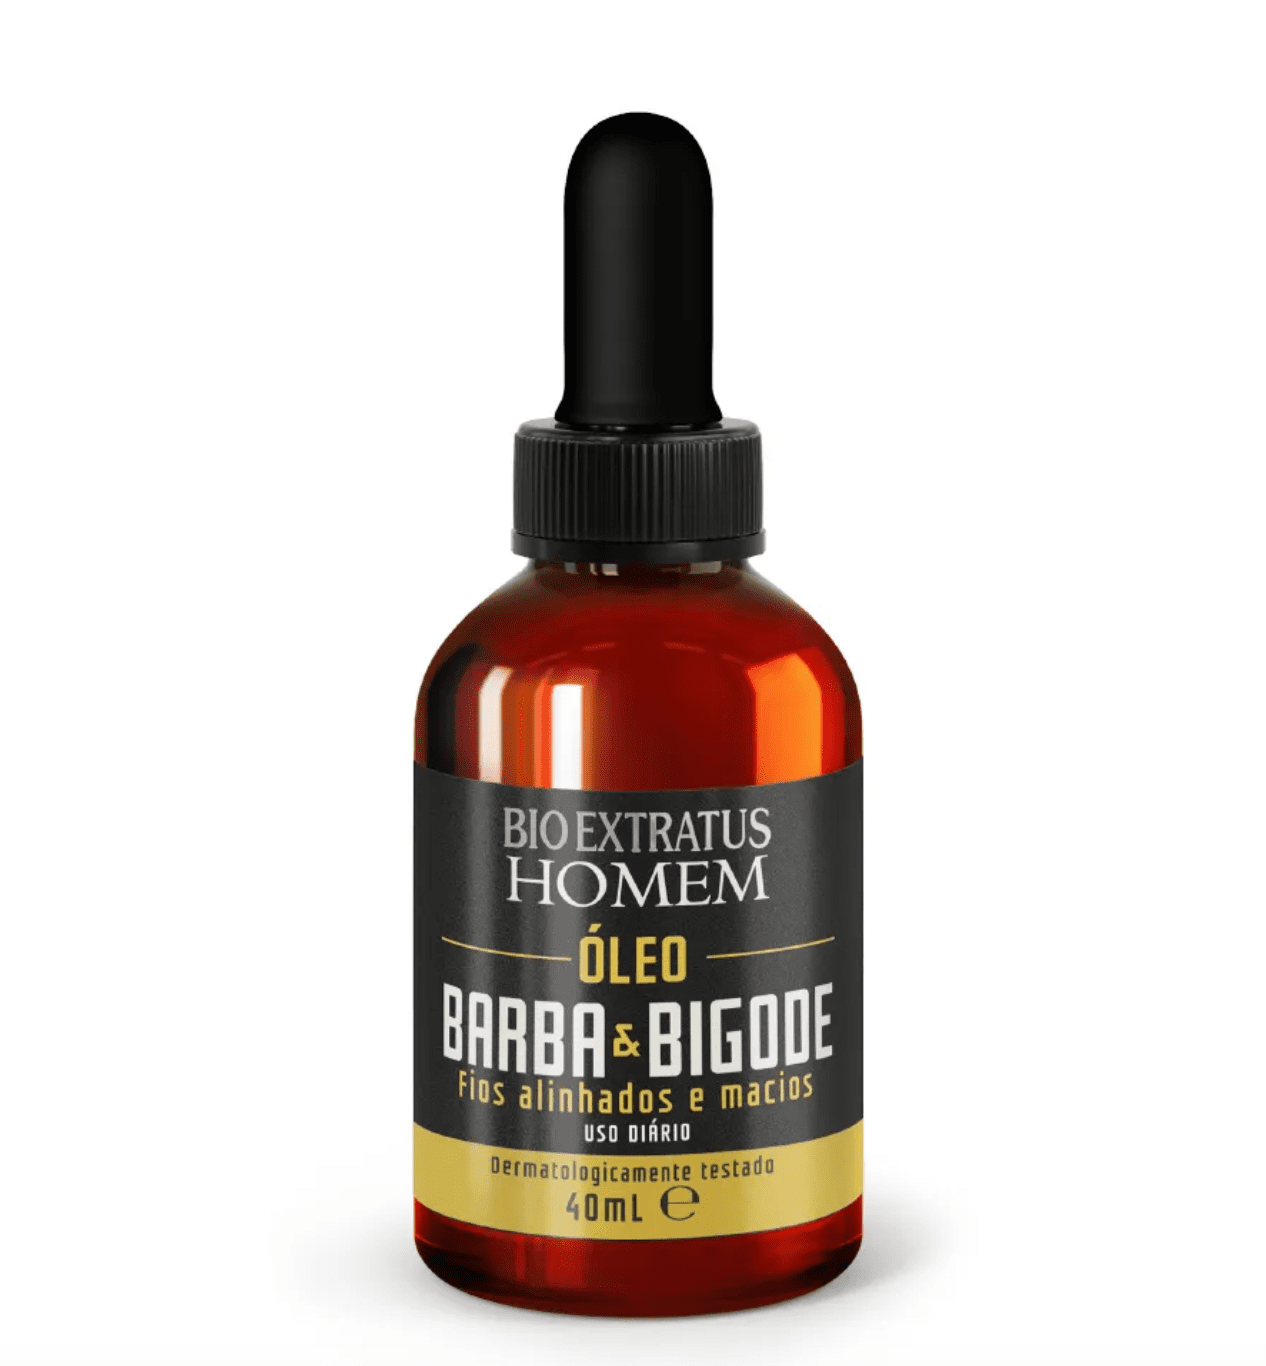 BIO EXTRATUS
HOMEM
ÓLEO
BARBA & BIGODE
Fios alinhados e macios
USO DIÁRIO
Dermatologicamente testado
40mL ℮